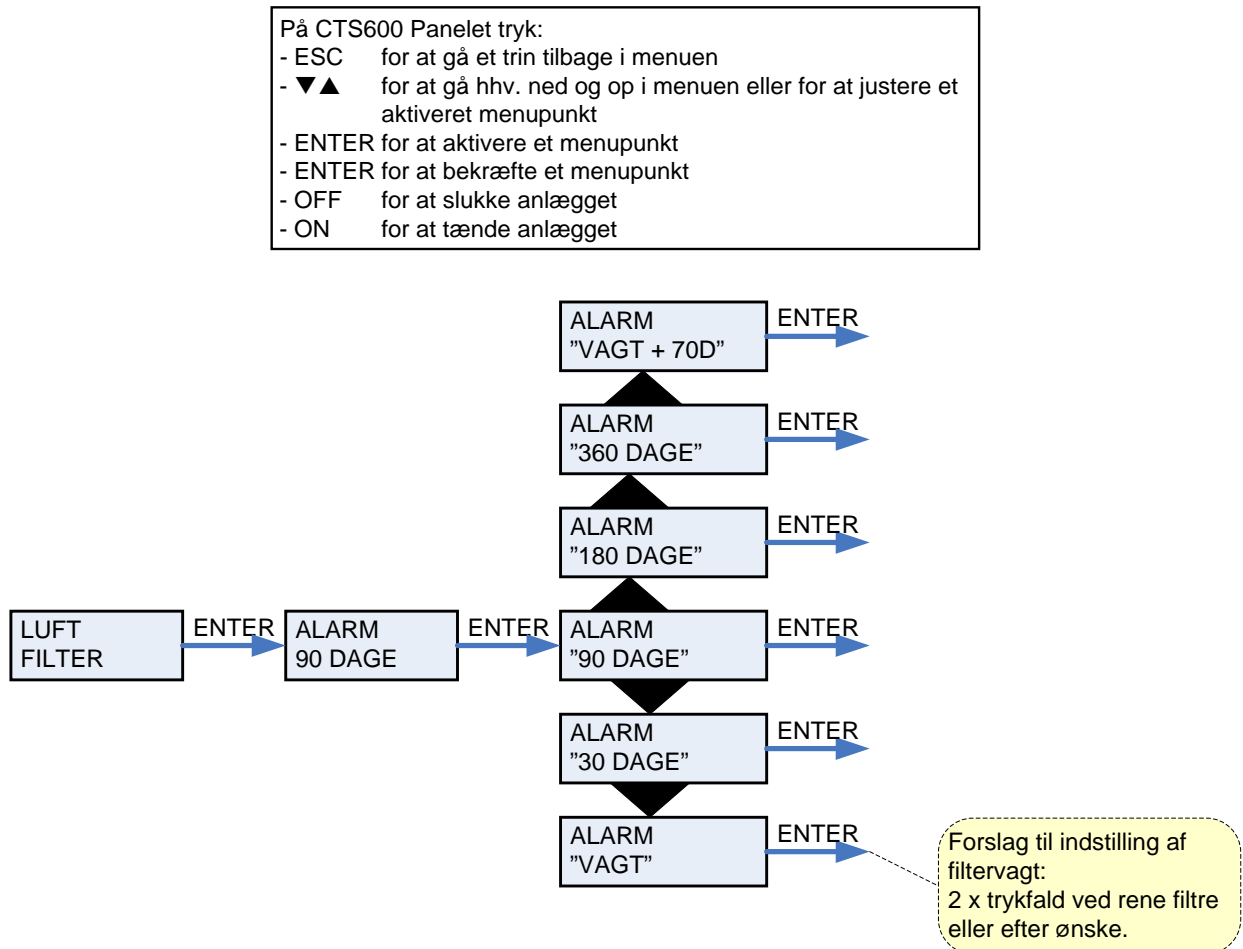 På CTS600 Panelet tryk:
- ESC for at gå et trin tilbage i menuen
- ▼▲ for at gå hhv. ned og op i menuen eller for at justere et
aktiveret menupunkt
- ENTER for at aktivere et menupunkt
- ENTER for at bekræfte et menupunkt
- OFF for at slukke anlægget
- ON for at tænde anlægget
ALARM
”VAGT + 70D”
ENTER
ALARM
”360 DAGE”
ENTER
ALARM
”180 DAGE”
ENTER
LUFT
FILTER
ENTER
ALARM
90 DAGE
ENTER
ALARM
”90 DAGE”
ENTER
ALARM
”30 DAGE”
ENTER
ALARM
”VAGT”
ENTER
Forslag til indstilling af
filtervagt:
2 x trykfald ved rene filtre
eller efter ønske.